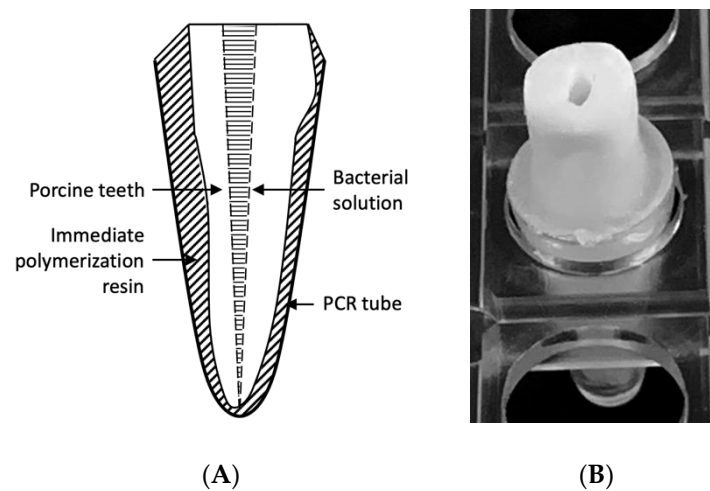 Porcine teeth
Bacterial
solution
Immediate
polymerization
resin
PCR tube
(A)
(B)